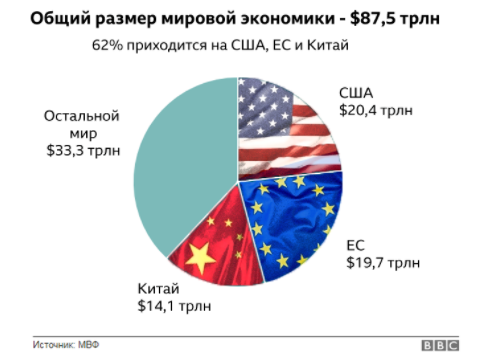 Общий размер мировой экономики - $87,5 трлн
62% приходится на США, ЕС и Китай
США
$20,4 трлн
Остальной
мир
$33,3 трлн
ЕС
$19,7 трлн
Китай
$14,1 трлн
Источник: МВФ
BBC